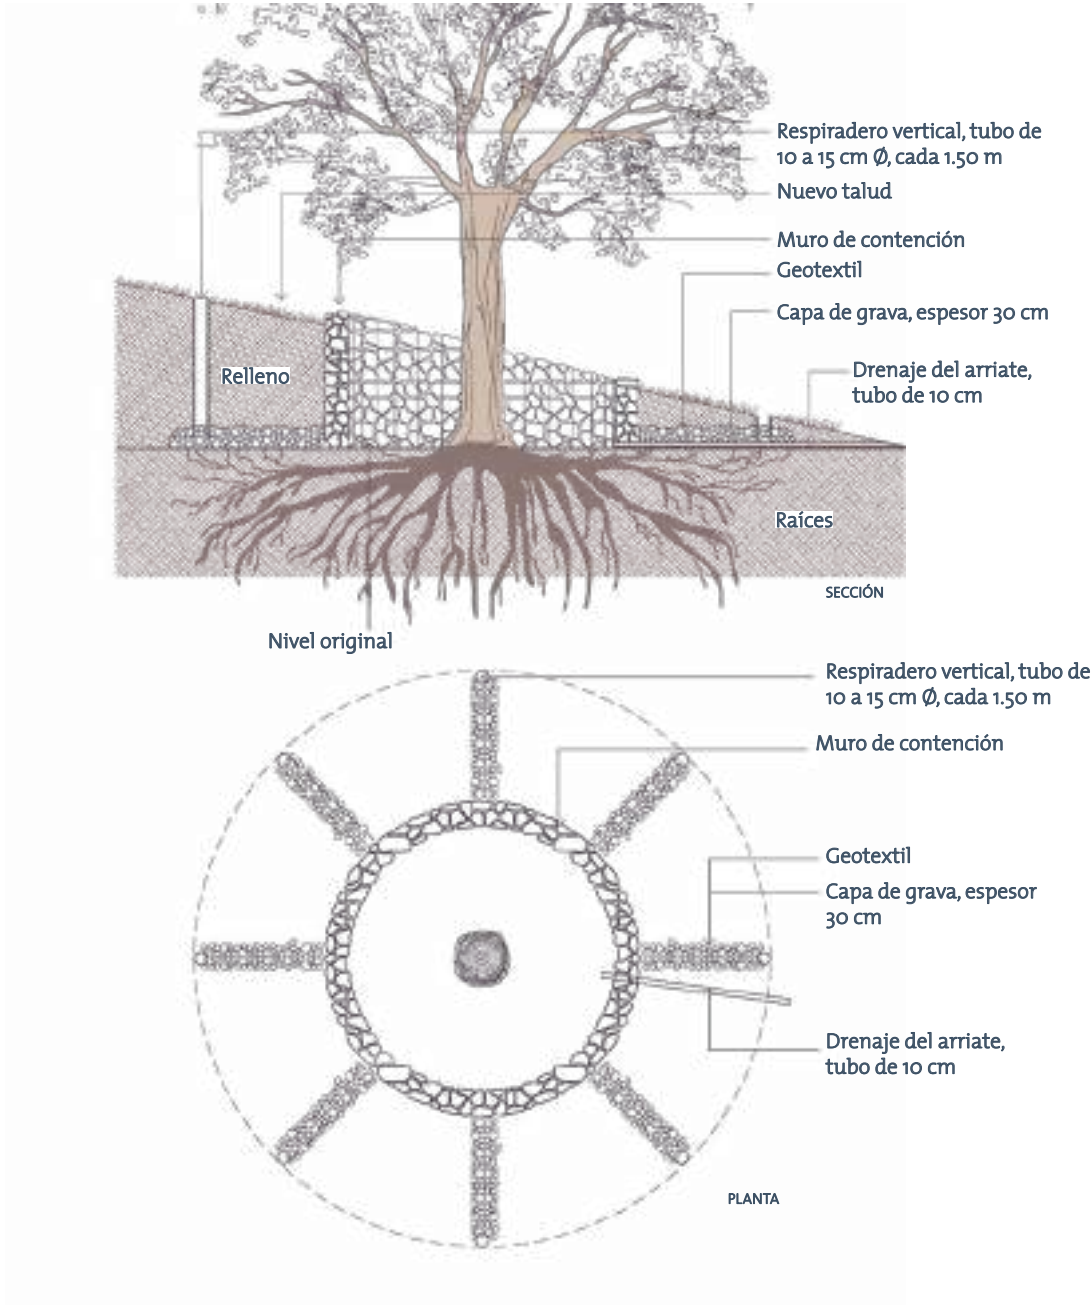 Respiradero vertical, tubo de
10 a 15 cm Ø, cada 1.50 m
Nuevo talud
Muro de contención
Geotextil
Capa de grava, espesor 30 cm
Drenaje del arriate,
tubo de 10 cm
Relleno
Raíces
SECCIÓN
Nivel original
Respiradero vertical, tubo de
10 a 15 cm Ø, cada 1.50 m
Muro de contención
Geotextil
Capa de grava, espesor
30 cm
Drenaje del arriate,
tubo de 10 cm
PLANTA